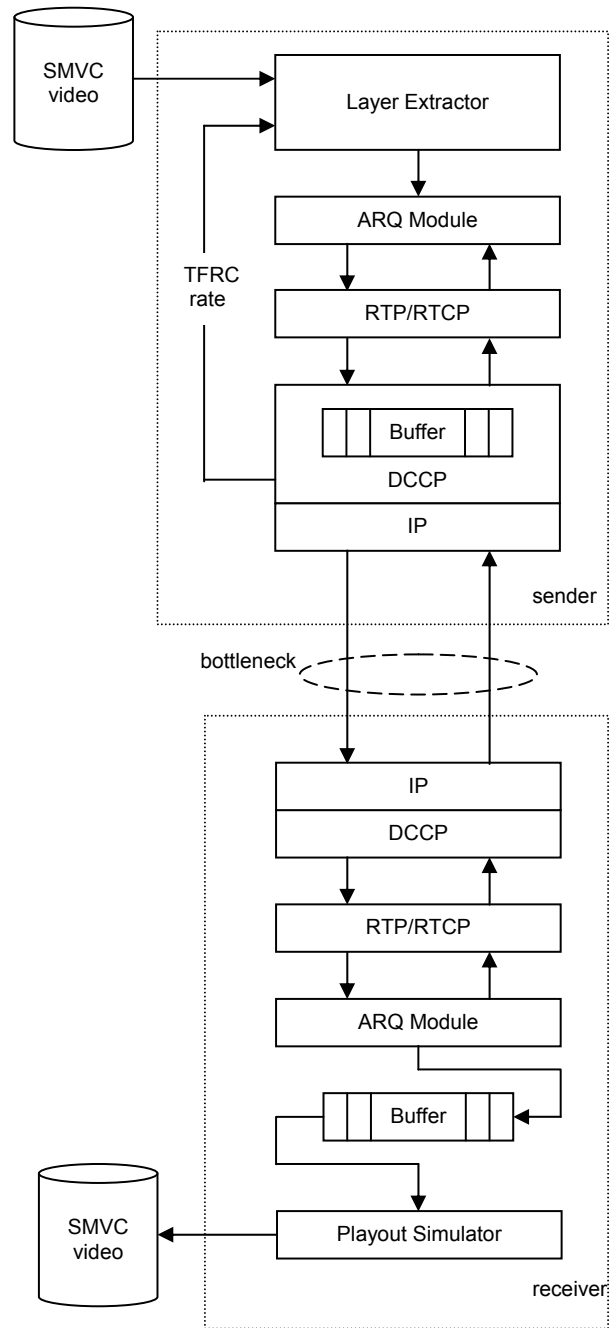 SMVC
video
Layer Extractor
ARQ Module
TFRC
rate
RTP/RTCP
Buffer
DCCP
IP
sender
bottleneck
IP
DCCP
RTP/RTCP
ARQ Module
Buffer
SMVC
video
Playout Simulator
receiver